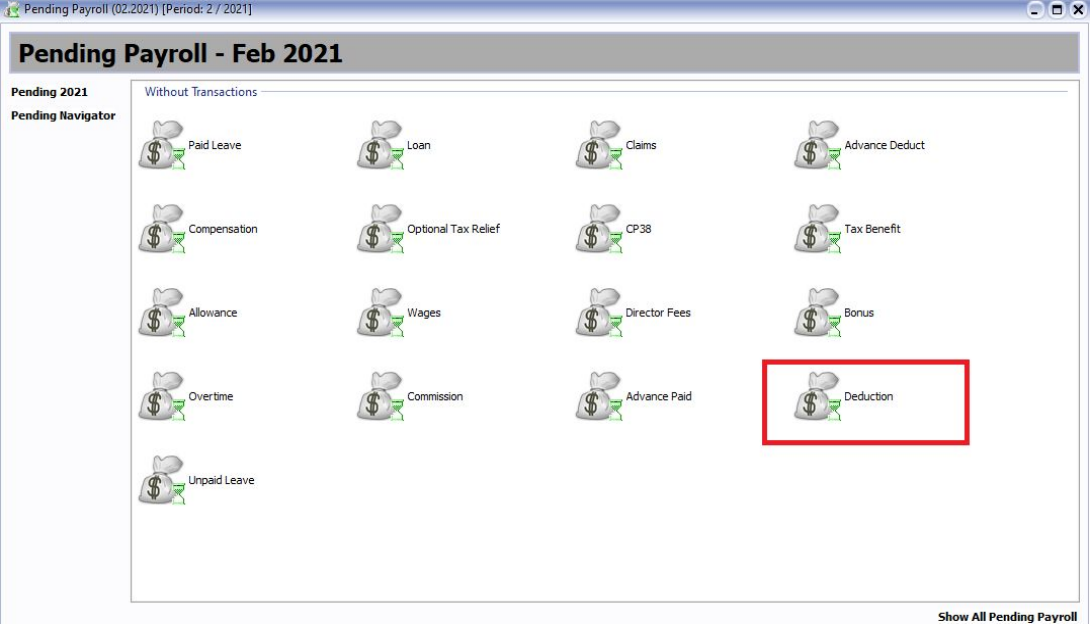 Pending Payroll (02.2021) [Period: 2 / 2021]
Pending Payroll - Feb 2021
Pending 2021
Pending Navigator
Without Transactions
Paid Leave
Loan
Claims
Advance Deduct
Compensation
Optional Tax Relief
CP38
Tax Benefit
Allowance
Wages
Director Fees
Bonus
Overtime
Commission
Advance Paid
Deduction
Unpaid Leave
Show All Pending Payroll